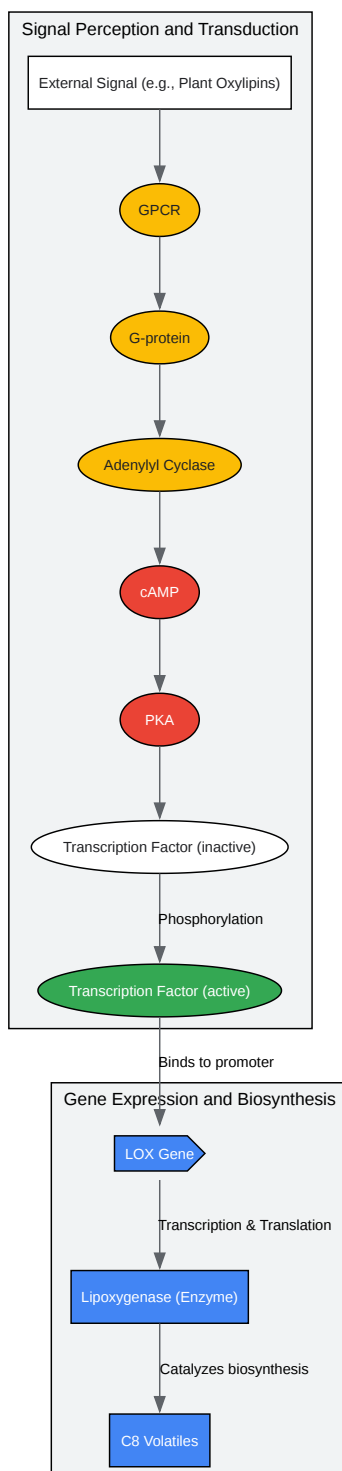 Signal Perception and Transduction
External Signal (e.g., Plant Oxylipins)
GPCR
G-protein
Adenylyl Cyclase
cAMP
PKA
Transcription Factor (inactive)
Phosphorylation
Transcription Factor (active)
Binds to promoter
Gene Expression and Biosynthesis
LOX Gene
Transcription & Translation
Lipoxygenase (Enzyme)
Catalyzes biosynthesis
C8 Volatiles